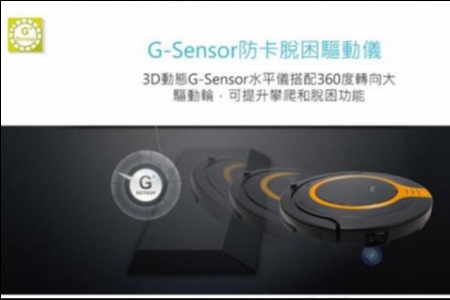 G-Sensor防卡脫困驅動儀
3D動態G-Sensor水平儀搭配360度轉向大
驅動輪，可提升攀爬和脫困功能
G
SENSOR